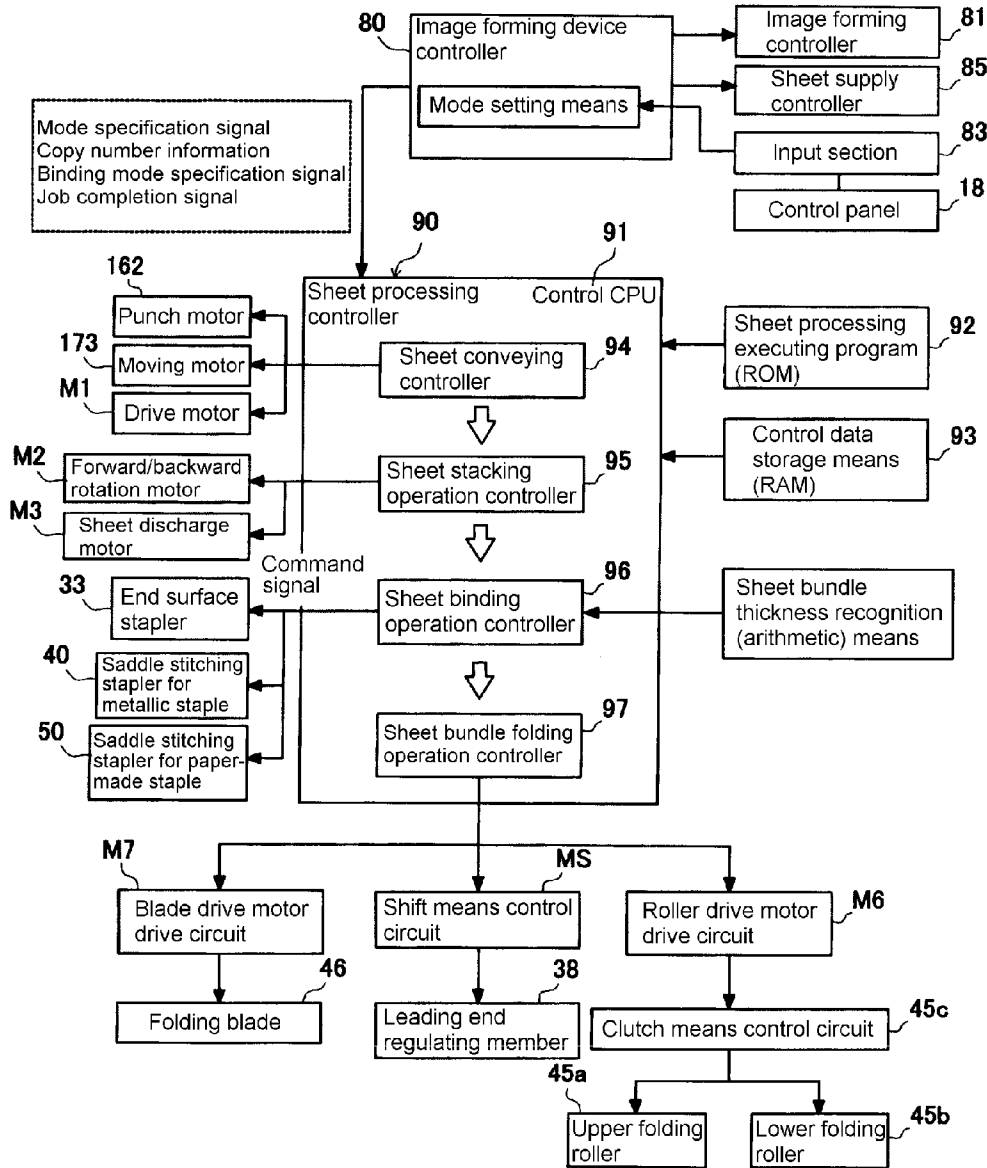 80
Image forming device
controller
Mode setting means
Image forming
controller
81
Sheet supply
controller
85
Input section
83
Control panel
18
Mode specification signal
Copy number information
Binding mode specification signal
Job completion signal
90
91
Sheet processing
controller
Control CPU
162
Punch motor
173
Moving motor
M1
Drive motor
Sheet conveying
controller
94
Sheet processing
executing program
(ROM)
92
M2
Forward/backward
rotation motor
M3
Sheet discharge
motor
Sheet stacking
operation controller
95
Control data
storage means
(RAM)
93
Command
signal
33
End surface
stapler
40
Saddle stitching
stapler for
metallic staple
50
Saddle stitching
stapler for paper-
made staple
Sheet binding
operation controller
96
Sheet bundle
thickness recognition
(arithmetic) means
Sheet bundle folding
operation controller
97
M7
Blade drive motor
drive circuit
MS
Shift means control
circuit
Roller drive motor
drive circuit
M6
46
Folding blade
38
Leading end
regulating member
Clutch means control circuit
45c
45a
Upper folding
roller
Lower folding
roller
45b